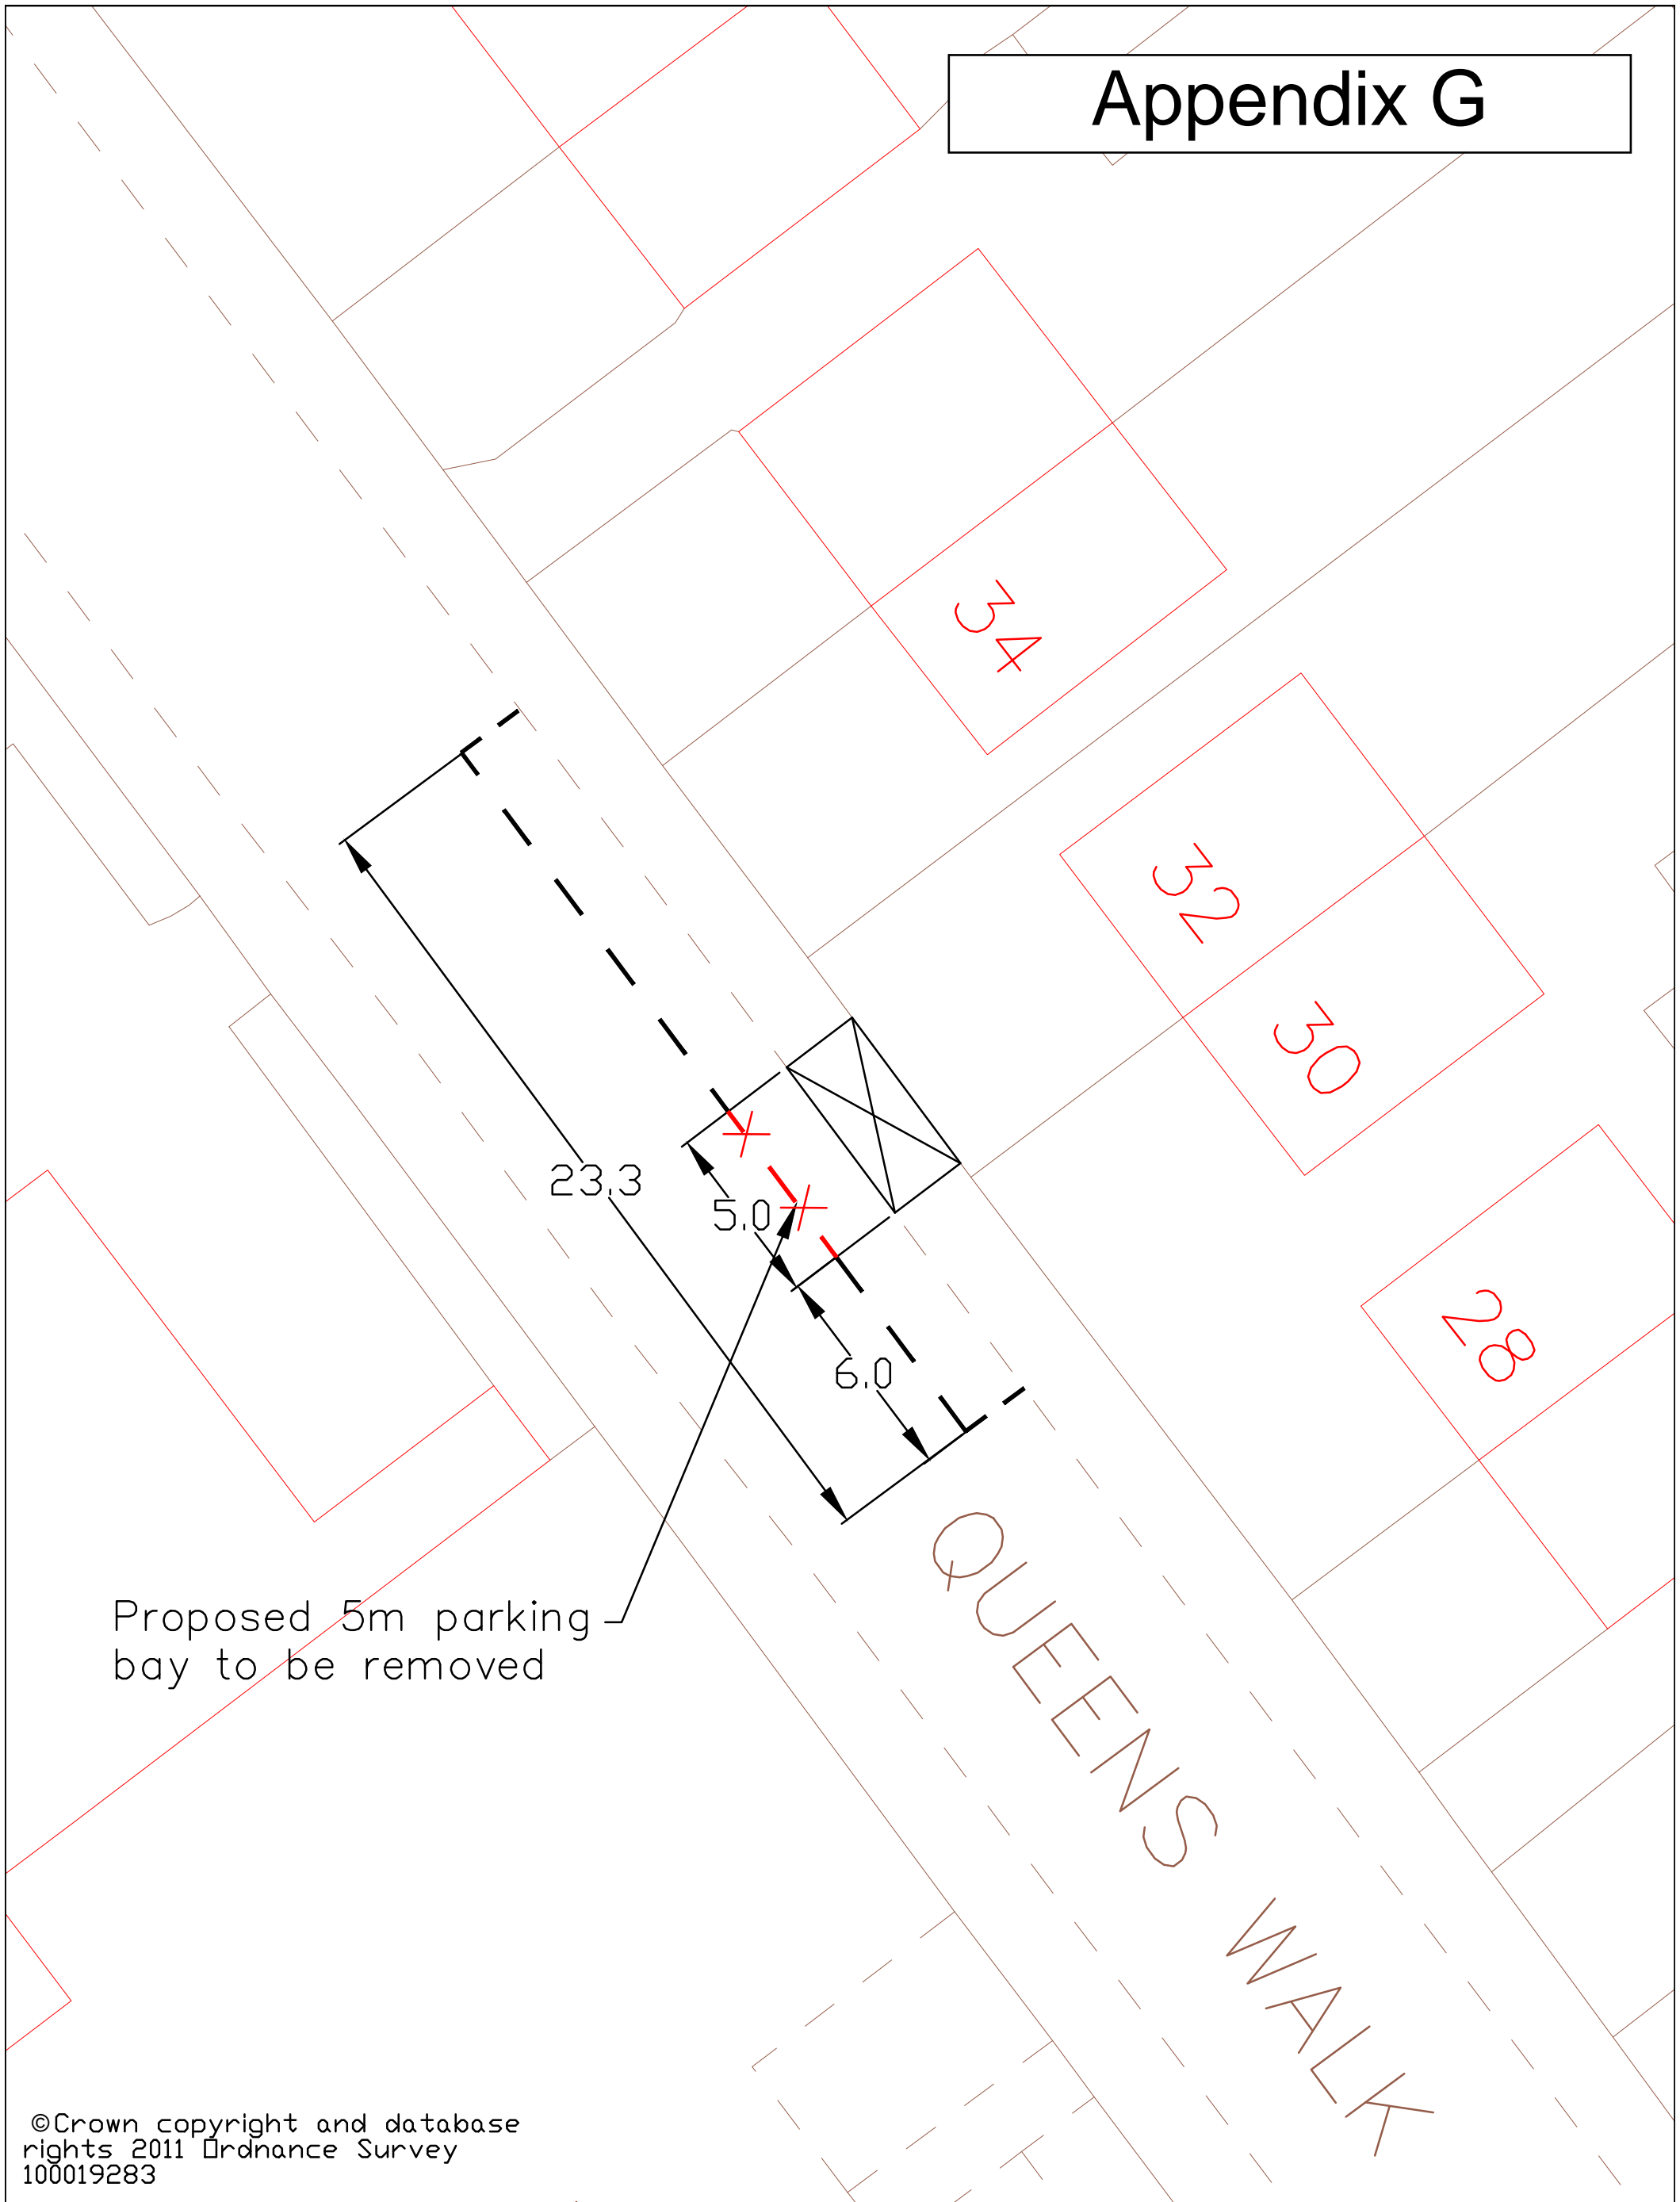 Appendix G
34
32
30
28
23.3
5.0
6.0
Proposed 5m parking
bay to be removed
QUEENS WALK
©Crown copyright and database
rights 2011 Ordnance Survey
100019283